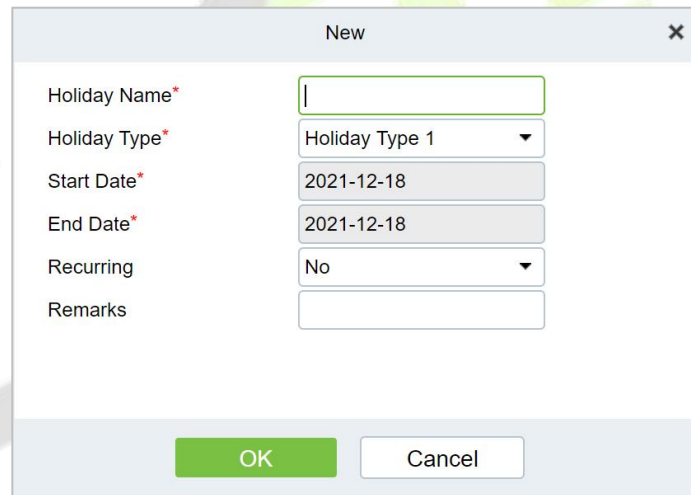 New
Holiday Name*
Holiday Type* Holiday Type 1
Start Date* 2021-12-18
End Date* 2021-12-18
Recurring No
Remarks
OK Cancel